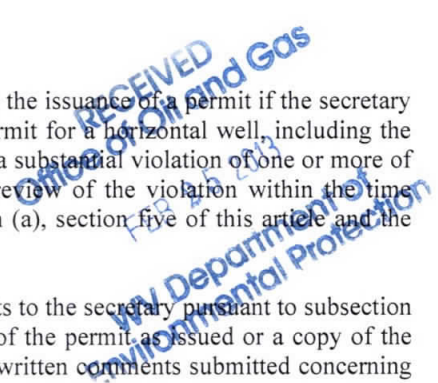 RECEIVED
Office of Oil and Gas
FEB 25 2013
WV Department of
Environmental Protection
the issuance of a permit if the secretary
rmit for a horizontal well, including the
a substantial violation of one or more of
review of the violation within the time
n (a), section five of this article and the
ts to the secretary pursuant to subsection
of the permit as issued or a copy of the
written comments submitted concerning